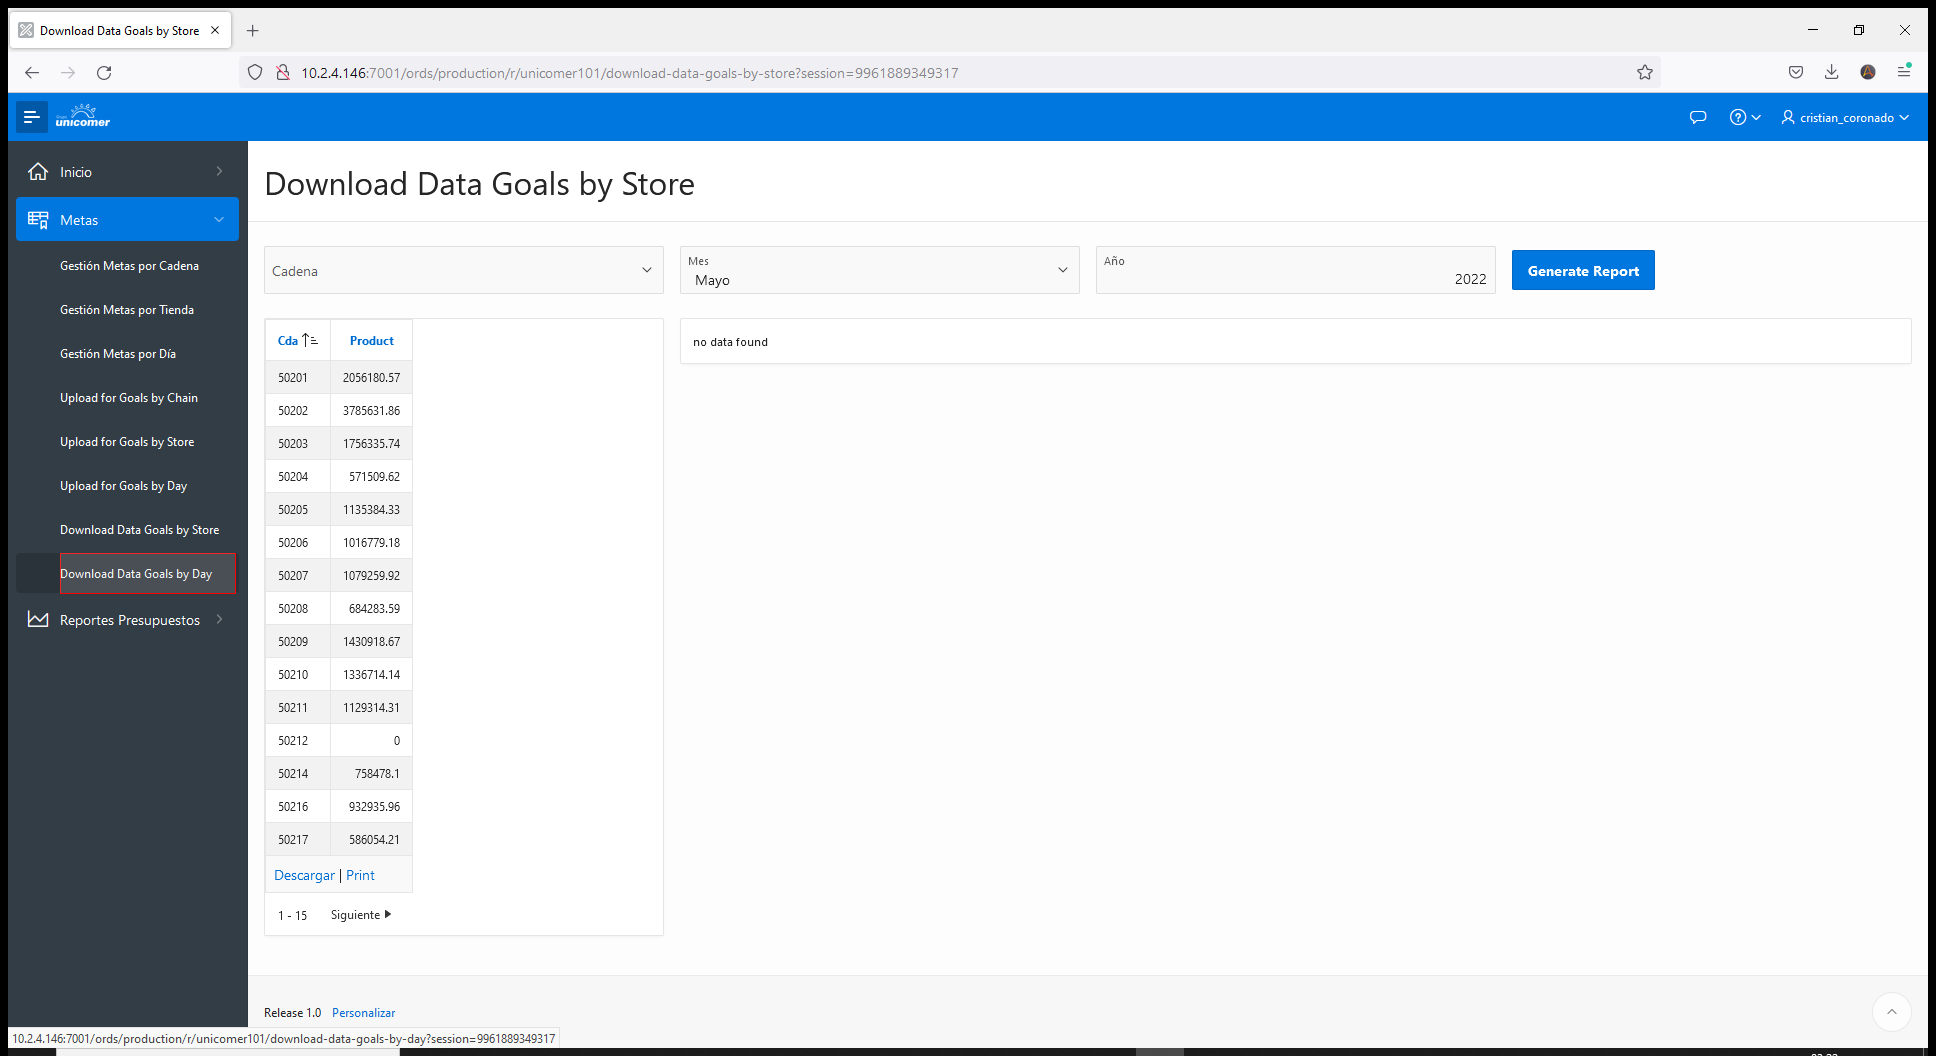 Download Data Goals by Store
10.2.4.146:7001/ords/production/r/unicomer101/download-data-goals-by-store?session=9961889349317
unicomer
cristian_coronado
Inicio
Metas
Gestión Metas por Cadena
Gestión Metas por Tienda
Gestión Metas por Día
Upload for Goals by Chain
Upload for Goals by Store
Upload for Goals by Day
Download Data Goals by Store
Download Data Goals by Day
Reportes Presupuestos
Download Data Goals by Store
Cadena
Mes
Mayo
Año
2022
Generate Report
Cda Product
50201 2056180.57
50202 3785631.86
50203 1756335.74
50204 571509.62
50205 1135384.33
50206 1016779.18
50207 1079259.92
50208 684283.59
50209 1430918.67
50210 1336714.14
50211 1129314.31
50212 0
50214 758478.1
50216 932935.96
50217 586054.21
Descargar | Print
1 - 15 Siguiente
no data found
Release 1.0 Personalizar
10.2.4.146:7001/ords/production/r/unicomer101/download-data-goals-by-day?session=9961889349317